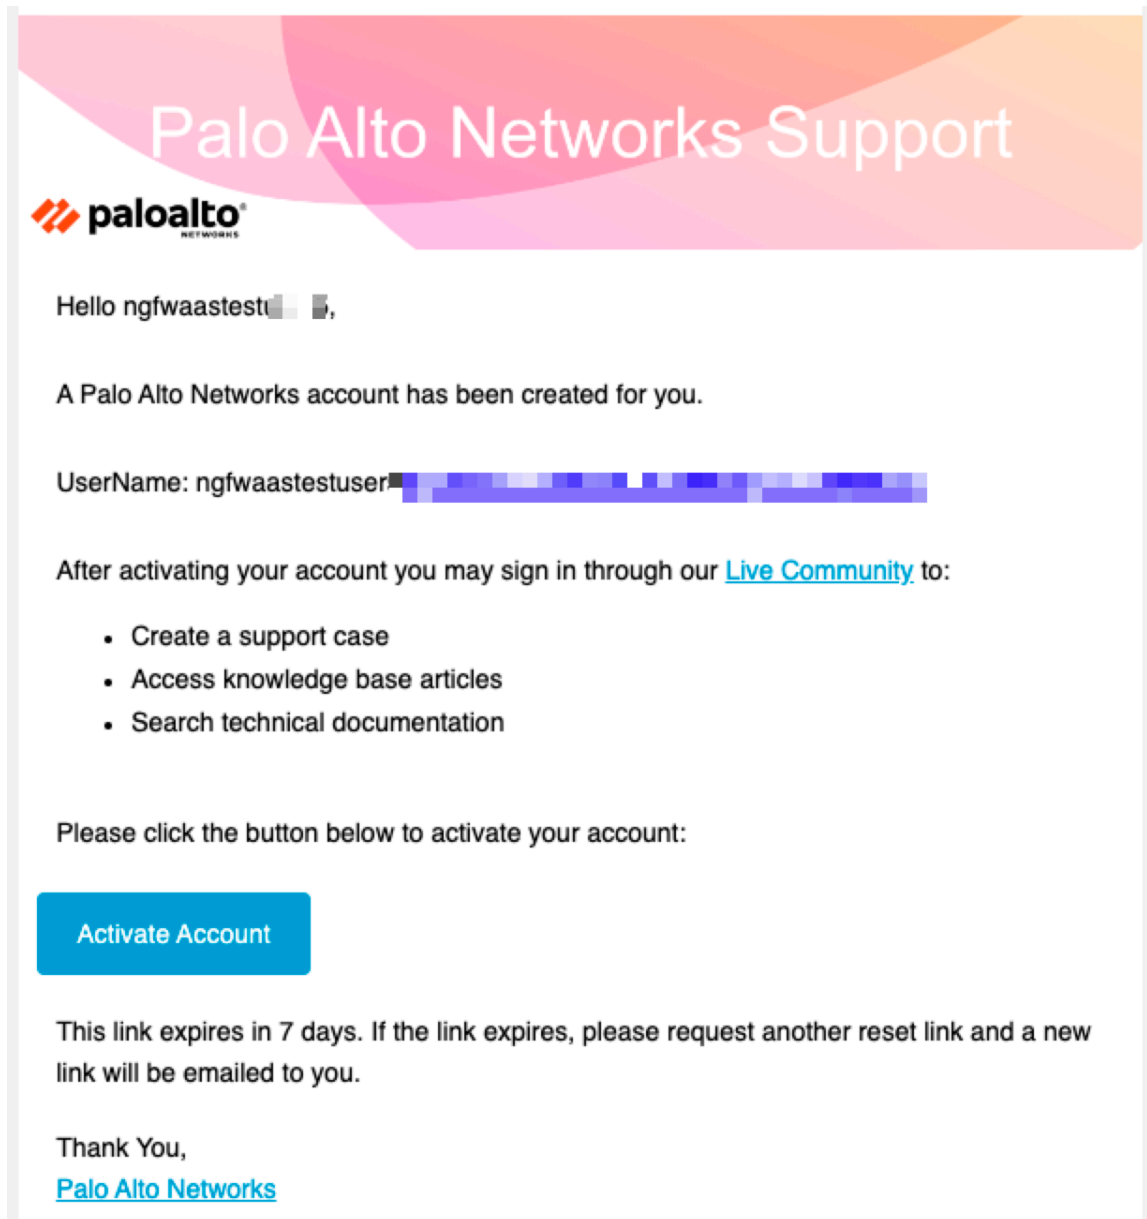 Palo Alto Networks Support
paloalto®
NETWORKS
Hello
A Palo Alto Networks account has been created for you.
UserName: ngfwaastestuser
After activating your account you may sign in through our Live Community to:
• Create a support case
• Access knowledge base articles
• Search technical documentation
Please click the button below to activate your account:
Activate Account
This link expires in 7 days. If the link expires, please request another reset link and a new
link will be emailed to you.
Thank You,
Palo Alto Networks